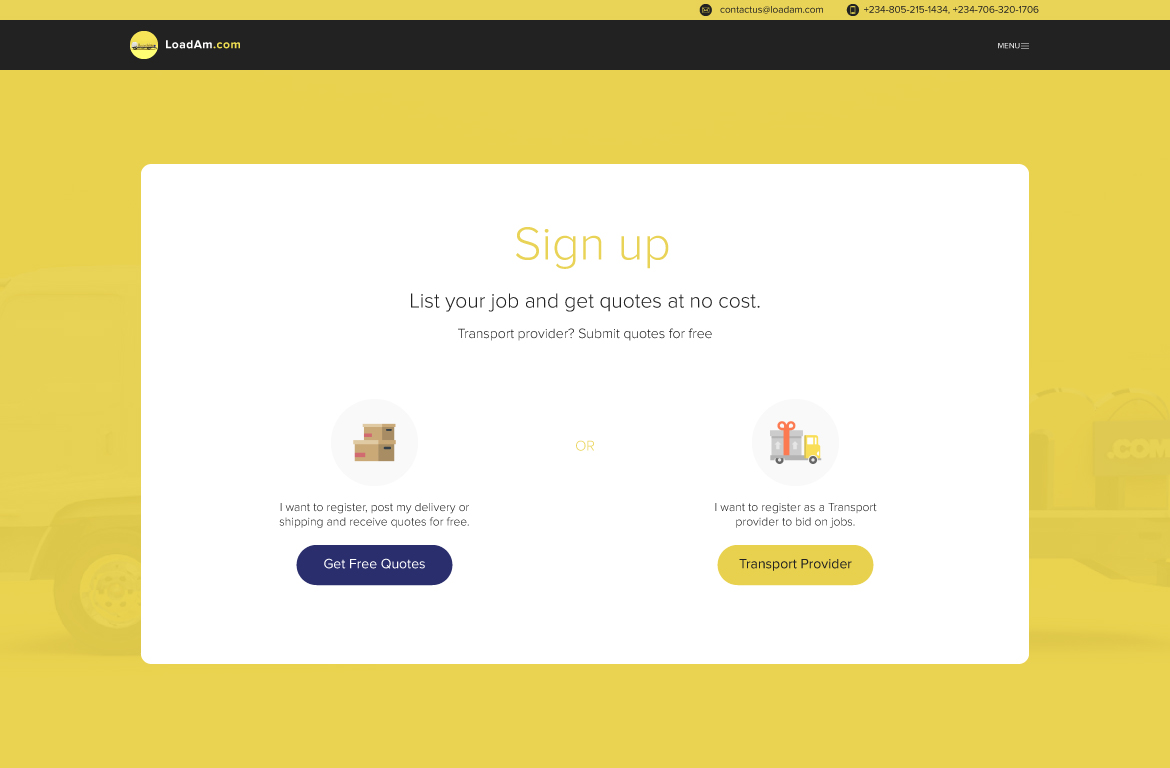 contactus@loadam.com
+234-805-215-1434, +234-706-320-1706
LoadAm.com
MENU
Sign up
List your job and get quotes at no cost.
Transport provider? Submit quotes for free
OR
I want to register, post my delivery or
shipping and receive quotes for free.
Get Free Quotes
I want to register as a Transport
provider to bid on jobs.
Transport Provider
.COM